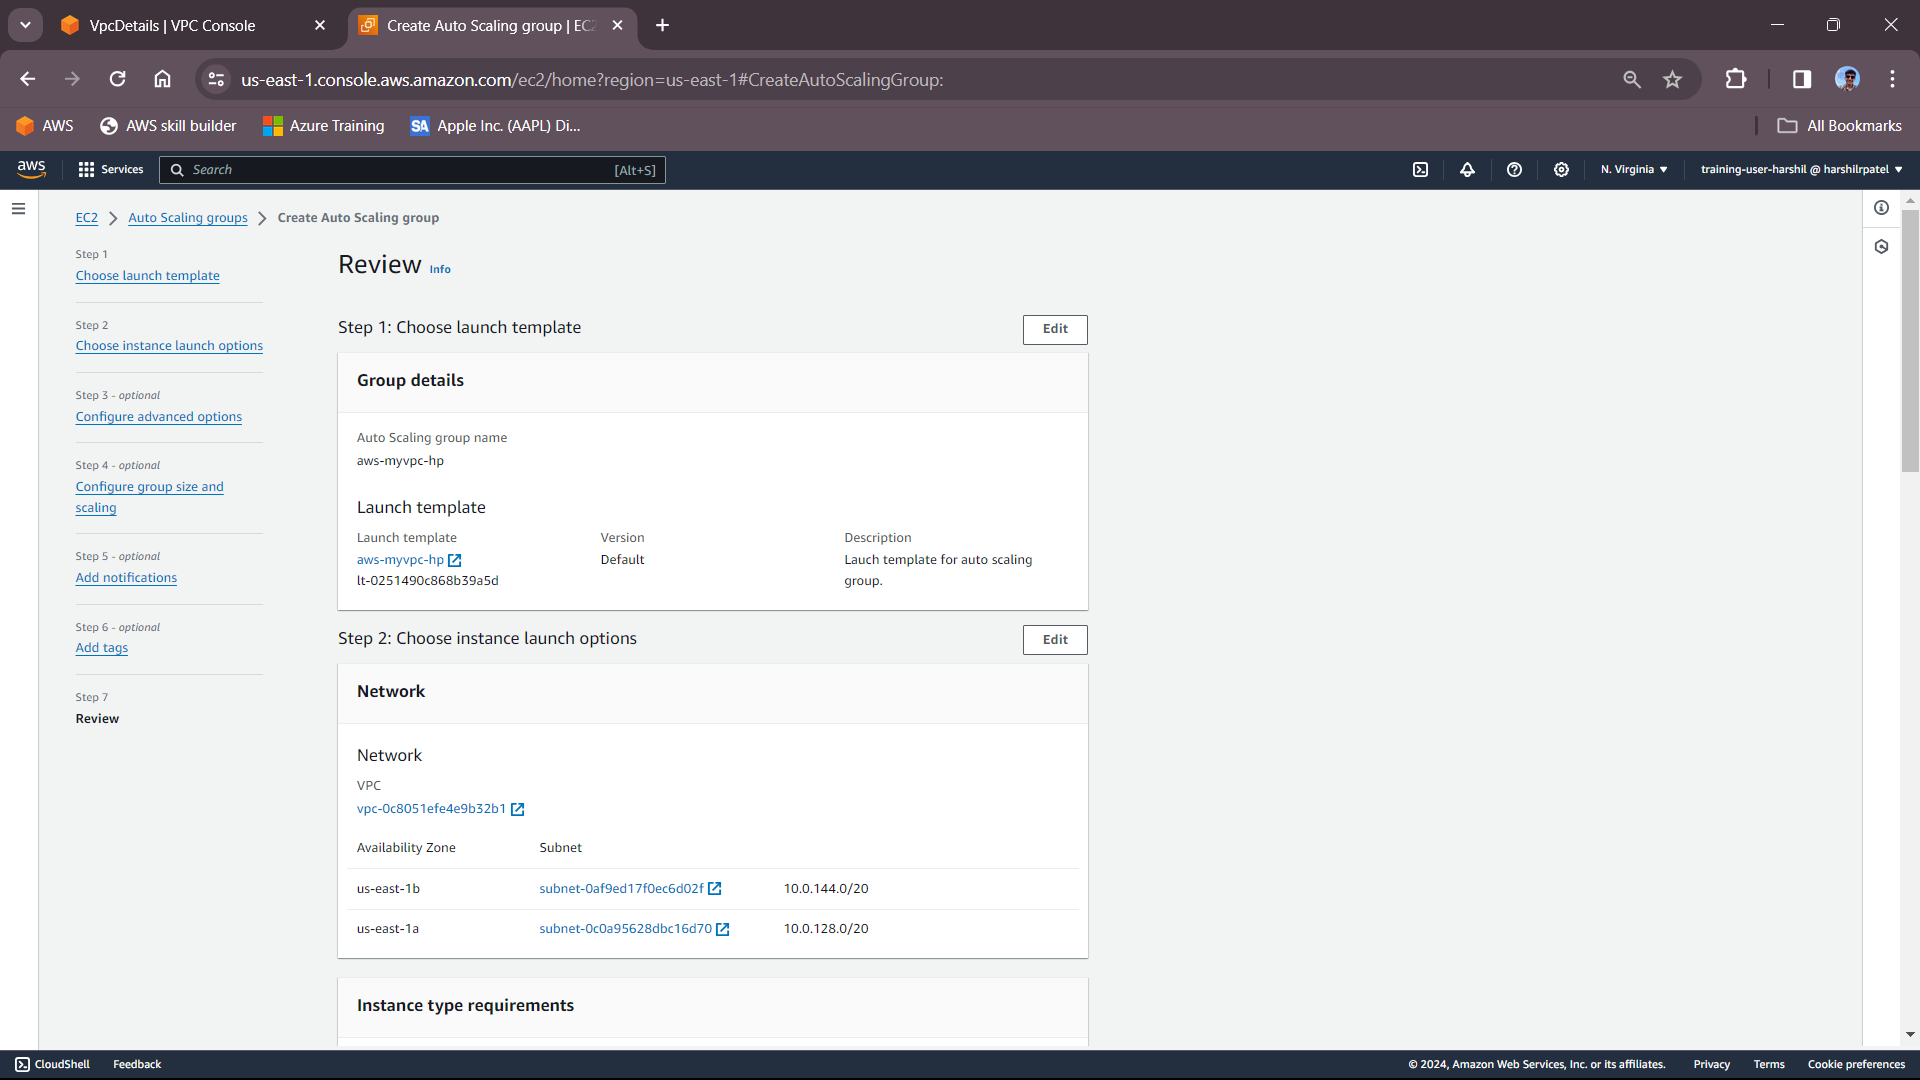 VpcDetails | VPC Console
Create Auto Scaling group | EC2
us-east-1.console.aws.amazon.com/ec2/home?region=us-east-1#CreateAutoScalingGroup:
AWS
AWS skill builder
Azure Training
SA
Apple Inc. (AAPL) Di...
All Bookmarks
aws
Services
Search
[Alt+S]
N. Virginia
training-user-harshil @ harshilrpatel
EC2
Auto Scaling groups
Create Auto Scaling group
Step 1
Choose launch template
Step 2
Choose instance launch options
Step 3 - optional
Configure advanced options
Step 4 - optional
Configure group size and
scaling
Step 5 - optional
Add notifications
Step 6 - optional
Add tags
Step 7
Review
Review Info
Step 1: Choose launch template
Edit
Group details
Auto Scaling group name
aws-myvpc-hp
Launch template
Launch template
Version
Description
aws-myvpc-hp
Default
Lauch template for auto scaling
lt-0251490c868b39a5d
group.
Step 2: Choose instance launch options
Edit
Network
Network
VPC
vpc-0c8051efe4e9b32b1
Availability Zone
Subnet
us-east-1b
subnet-0af9ed17f0ec6d02f
10.0.144.0/20
us-east-1a
subnet-0c0a95628dbc16d70
10.0.128.0/20
Instance type requirements
CloudShell
Feedback
© 2024, Amazon Web Services, Inc. or its affiliates.
Privacy
Terms
Cookie preferences